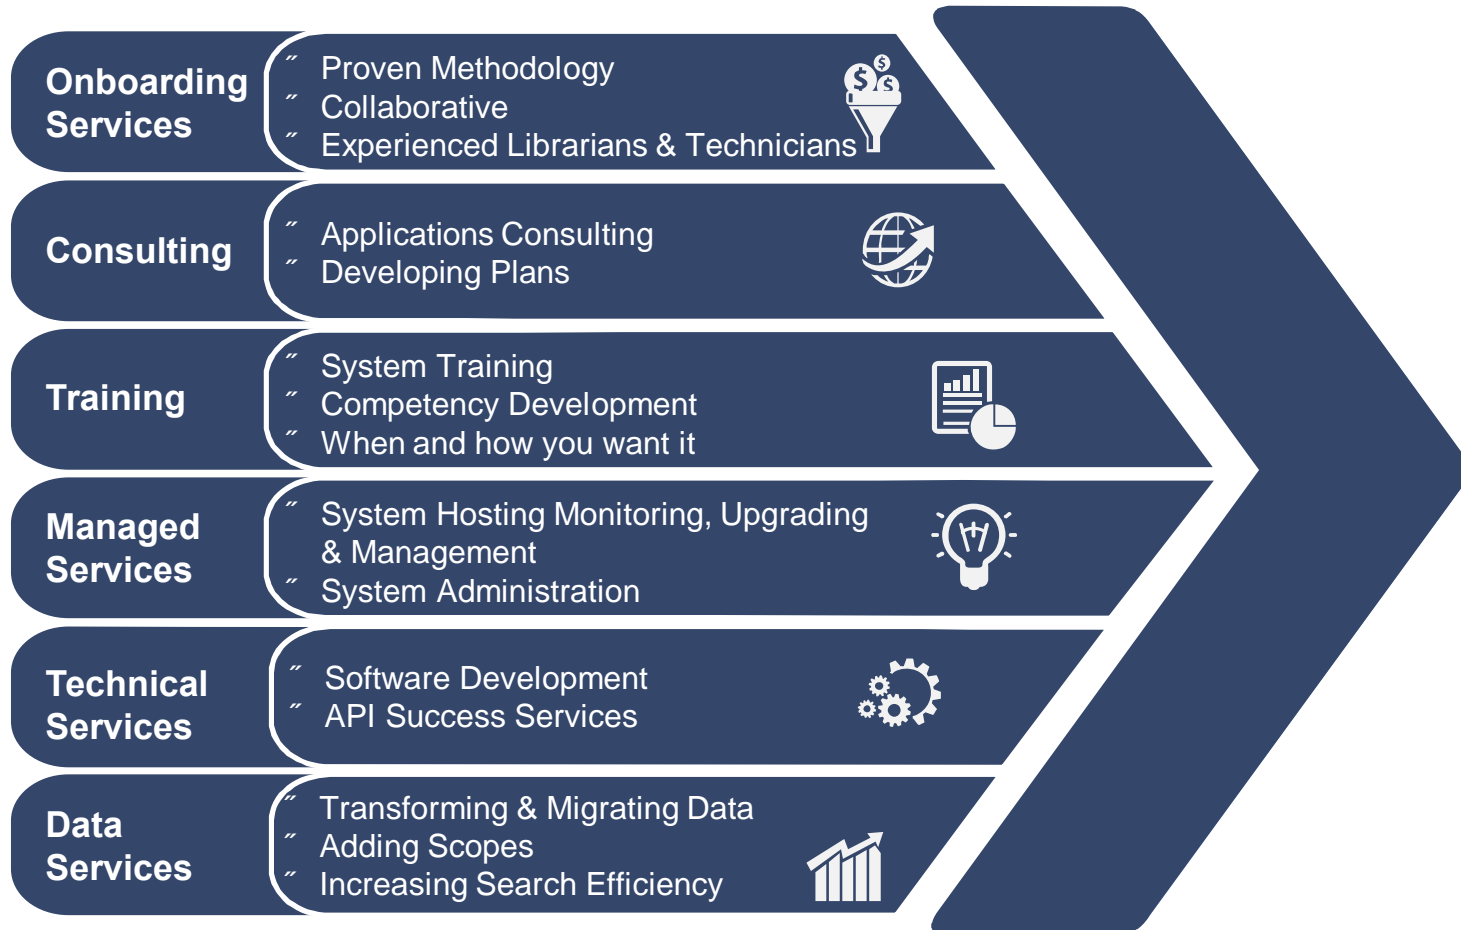 Onboarding
Services
˝ Proven Methodology
˝ Collaborative
˝ Experienced Librarians & Technicians
$ $ $
Consulting
˝ Applications Consulting
˝ Developing Plans
Training
˝ System Training
˝ Competency Development
˝ When and how you want it
Managed
Services
˝ System Hosting Monitoring, Upgrading
& Management
˝ System Administration
Technical
Services
˝ Software Development
˝ API Success Services
Data
Services
˝ Transforming & Migrating Data
˝ Adding Scopes
˝ Increasing Search Efficiency